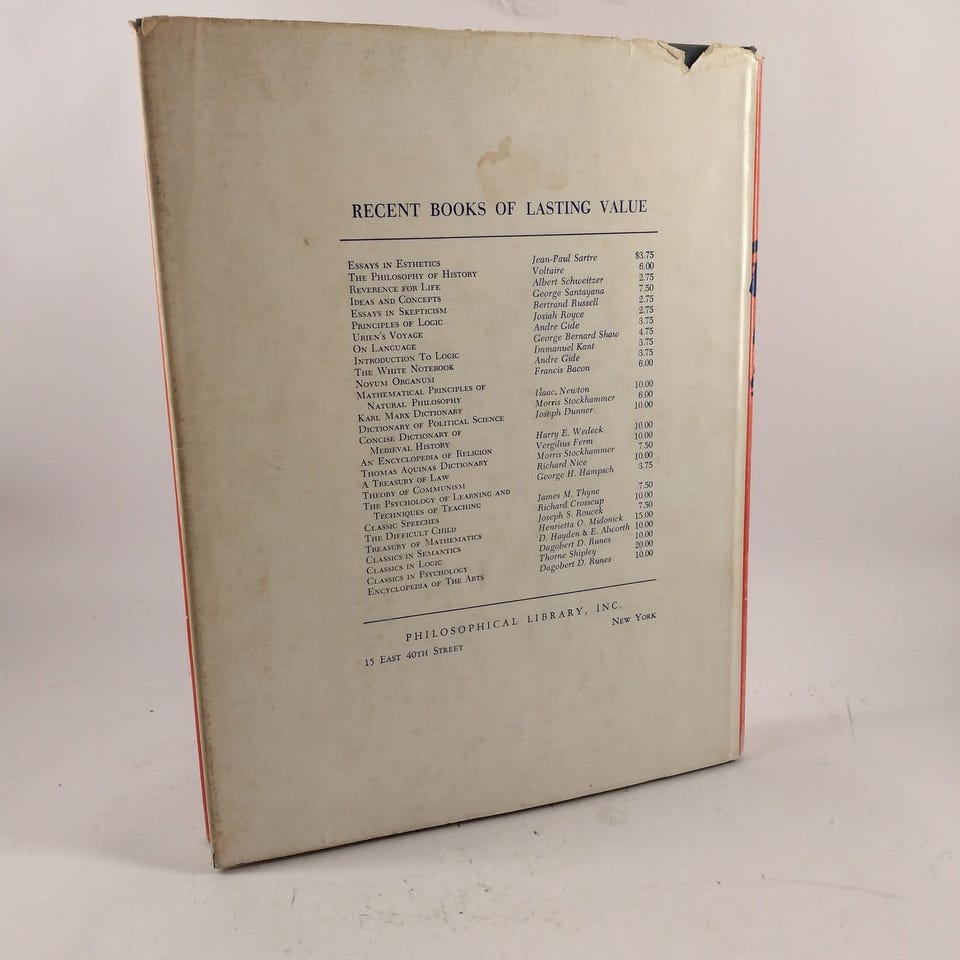 RECENT BOOKS OF LASTING VALUE
Essays in Esthetics Jean-Paul Sartre $3.75
The Philosophy of History Voltaire 6.00
Reverence for Life Albert Schweitzer 2.75
Ideas and Concepts George Santayana 7.50
Essays in Skepticism Bertrand Russell 2.75
Principles of Logic Josiah Royce 2.75
Urien's Voyage Andre Gide 3.75
On Language George Bernard Shaw 4.75
Introduction To Logic Immanuel Kant 3.75
The White Notebook Andre Gide 3.75
Novum Organum Francis Bacon 6.00
Mathematical Principles of
Natural Philosophy Isaac Newton 10.00
Karl Marx Dictionary Morris Stockhammer 6.00
Dictionary of Political Science Joseph Dunner 10.00
Concise Dictionary of
Medieval History Harry E. Wedeck 10.00
An Encyclopedia of Religion Vergilius Ferm 10.00
Thomas Aquinas Dictionary Morris Stockhammer 7.50
A Treasury of Law Richard Nice 10.00
Theory of Communism George H. Hampsch 3.75
The Psychology of Learning and
Techniques of Teaching James M. Thyne 7.50
Classic Speeches Richard Crosscup 10.00
The Difficult Child Joseph S. Roucek 7.50
Treasury of Mathematics Henrietta O. Midonick 15.00
Classics in Semantics D. Hayden & E. Alworth 10.00
Classics in Logic Dagobert D. Runes 10.00
Classics in Psychology Thorne Shipley 20.00
Encyclopedia of The Arts Dagobert D. Runes 10.00
PHILOSOPHICAL LIBRARY, INC.
15 East 40th Street New York